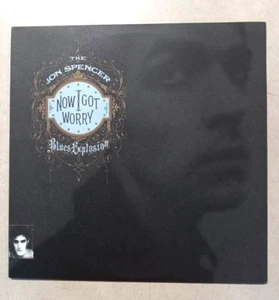 THE
JON SPENCER
NOW I GOT
WORRY
Blues Explosion